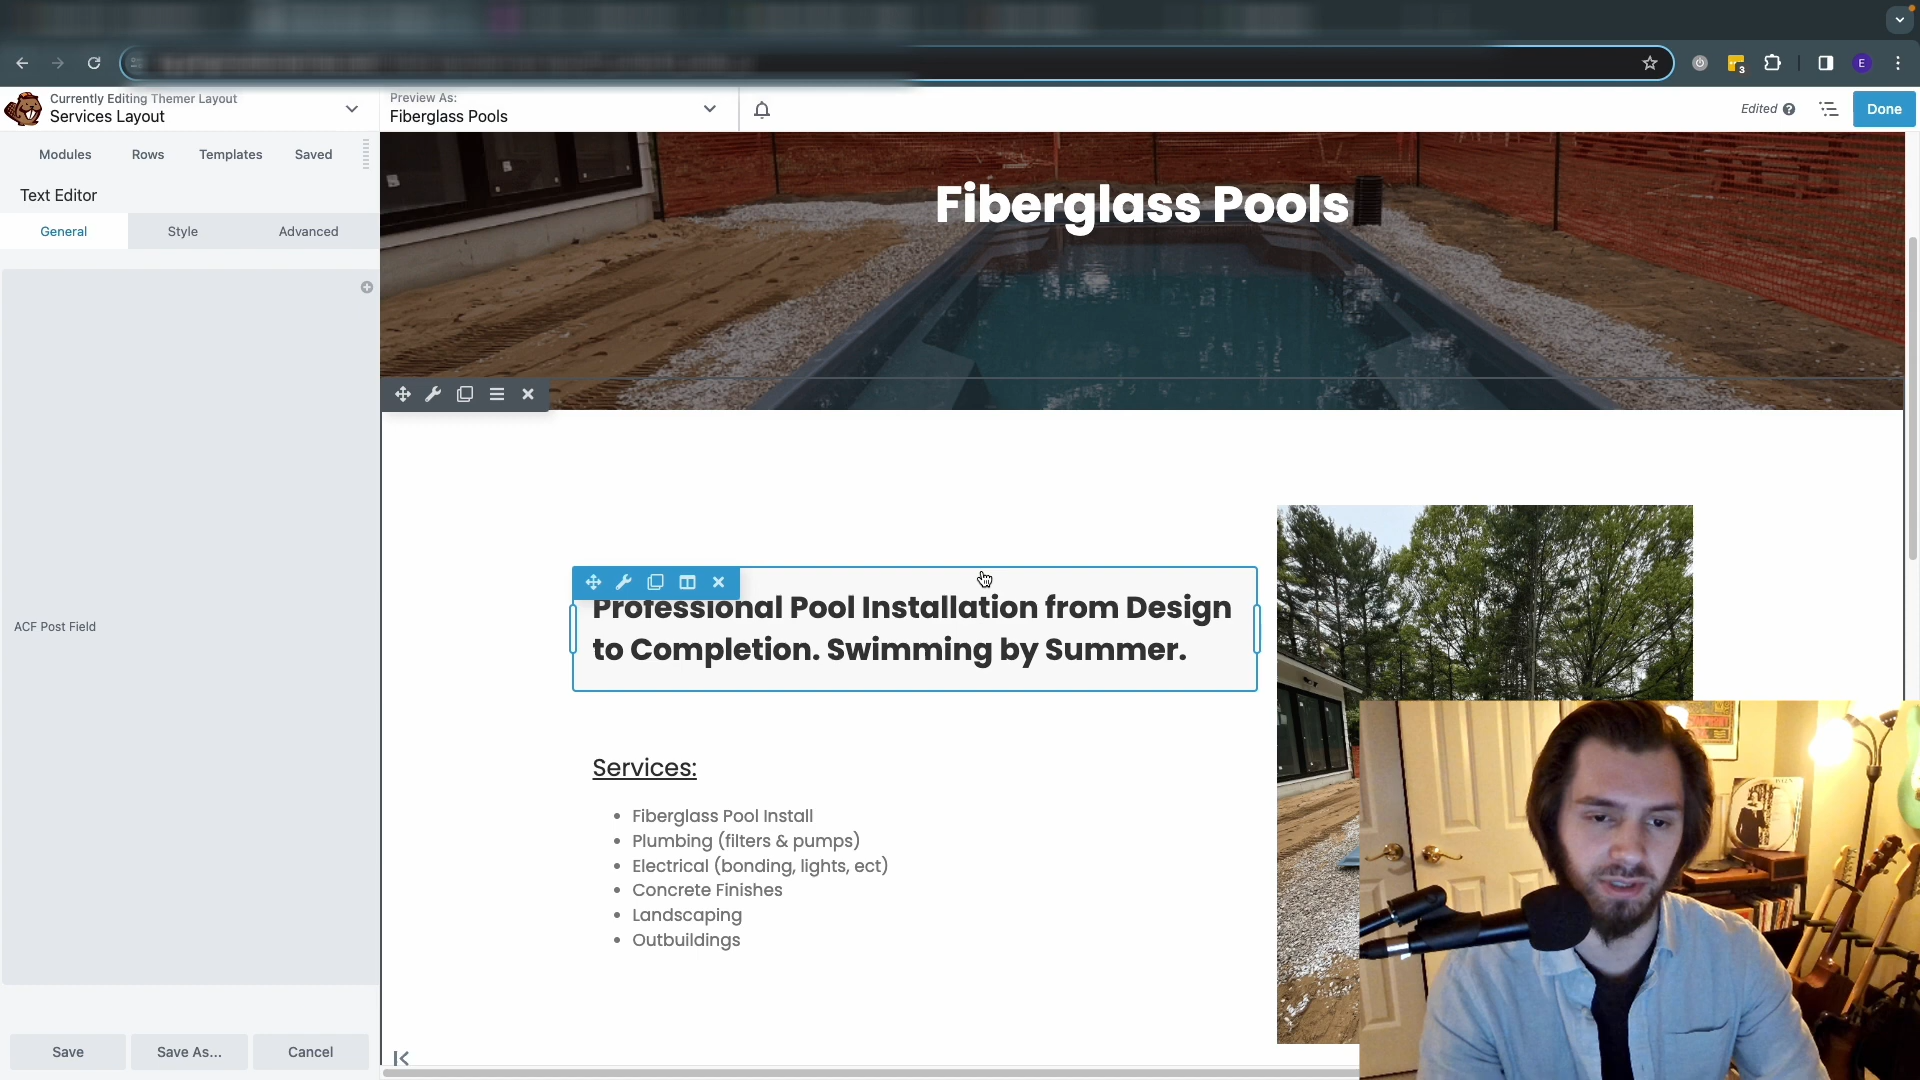 Currently Editing Themer Layout
Services Layout
Preview As:
Fiberglass Pools
Edited
Done
Modules
Rows
Templates
Saved
Text Editor
General
Style
Advanced
ACF Post Field
Save
Save As...
Cancel
Fiberglass Pools
Professional Pool Installation from Design
to Completion. Swimming by Summer.
Services:
Fiberglass Pool Install
Plumbing (filters & pumps)
Electrical (bonding, lights, ect)
Concrete Finishes
Landscaping
Outbuildings
3
E